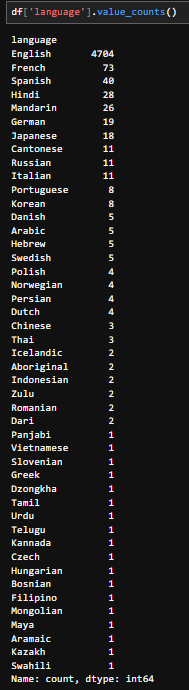 df['language'].value_counts()
language
English 4704
French 73
Spanish 40
Hindi 28
Mandarin 26
German 19
Japanese 18
Cantonese 11
Russian 11
Italian 11
Portuguese 8
Korean 8
Danish 5
Arabic 5
Hebrew 5
Swedish 5
Polish 4
Norwegian 4
Persian 4
Dutch 4
Chinese 3
Thai 3
Icelandic 2
Aboriginal 2
Indonesian 2
Zulu 2
Romanian 2
Dari 2
Panjabi 1
Vietnamese 1
Slovenian 1
Greek 1
Dzongkha 1
Tamil 1
Urdu 1
Telugu 1
Kannada 1
Czech 1
Hungarian 1
Bosnian 1
Filipino 1
Mongolian 1
Maya 1
Aramaic 1
Kazakh 1
Swahili 1
Name: count, dtype: int64